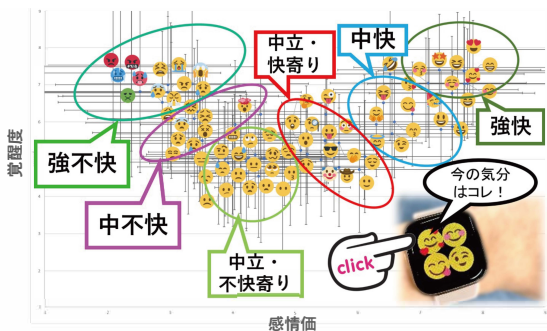 中立・
快寄り
中快
強快
強不快
中不快
中立・
不快寄り
今の気分
はコレ！
click
覚醒度
感情価